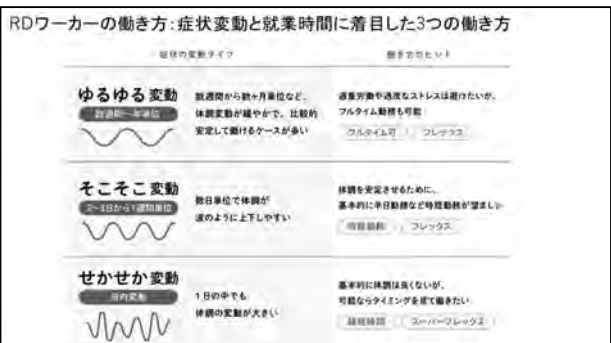 RDワーカーの働き方:症状変動と就業時間に着目した3つの働き方
症状の変動タイプ
働き方のヒント
ゆるゆる変動
数週間〜年単位
数週間から数ヶ月単位など、
体調変動が緩やかで、比較的
安定して働けるケースが多い
過重労働や過度なストレスは避けたいが、
フルタイム勤務も可能
フルタイム可
フレックス
そこそこ変動
2〜3日から1週間単位
数日単位で体調が
波のように上下しやすい
体調を安定させるために、
基本的に半日勤務など時短勤務が望ましい
時短勤務
フレックス
せかせか変動
日内変動
1日の中でも
体調の変動が大きい
基本的に体調は良くないが、
可能ならタイミングを見て働きたい
超短時間
スーパーフレックス